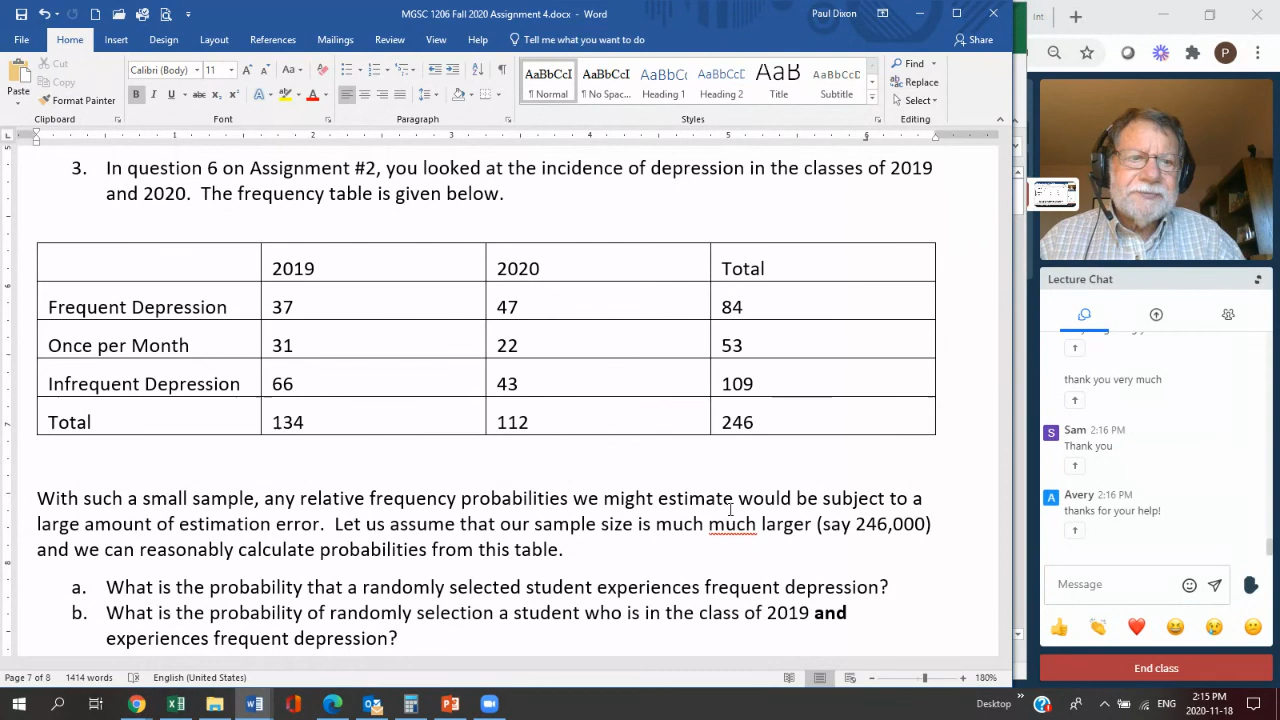 MGSC 1206 Fall 2020 Assignment 4.docx - Word
Paul Dixon
File Home Insert Draw Design Layout References Mailings Review View Help Tell me what you want to do Share
Paste
Cut
Copy
Format Painter
Clipboard
Calibri (Body) 11
Font
Paragraph
AaBbCcI AaBbCcI AaBbC AaBbCcD AaB AaBbCcD
¶ Normal ¶ No Spac... Heading 1 Heading 2 Title Subtitle
Styles
Find
Replace
Select
Editing
1 2 3 4 5 6
3. In question 6 on Assignment #2, you looked at the incidence of depression in the classes of 2019
and 2020. The frequency table is given below.
2019 2020 Total
Frequent Depression 37 47 84
Once per Month 31 22 53
Infrequent Depression 66 43 109
Total 134 112 246
With such a small sample, any relative frequency probabilities we might estimate would be subject to a
large amount of estimation error. Let us assume that our sample size is much much larger (say 246,000)
and we can reasonably calculate probabilities from this table.
a. What is the probability that a randomly selected student experiences frequent depression?
b. What is the probability of randomly selection a student who is in the class of 2019 and
experiences frequent depression?
Page 7 of 8 1414 words English (United States) 180%
Int
P
Lecture Chat
thank you very much
S Sam 2:16 PM
Thank you
A Avery 2:16 PM
thanks for your help!
Message
End class
Desktop ENG 2:15 PM
2020-11-18